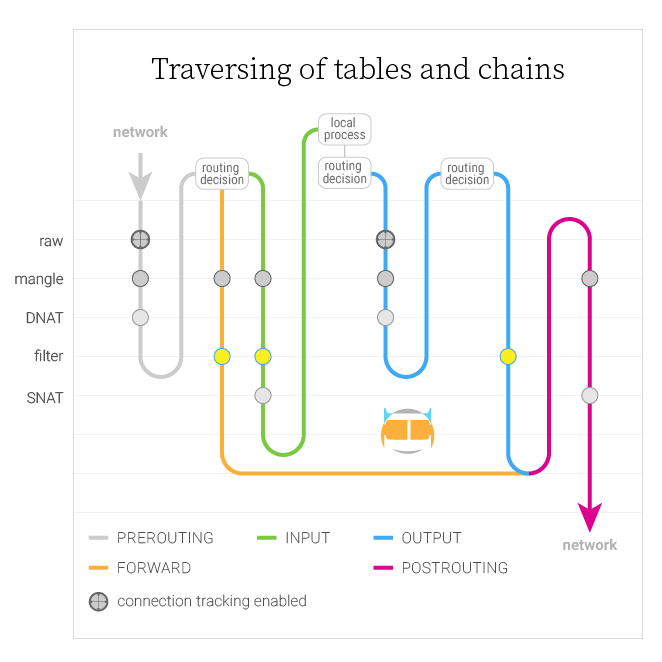 Traversing of tables and chains
network
local
process
routing
decision
routing
decision
routing
decision
raw
mangle
DNAT
filter
SNAT
network
PREROUTING
INPUT
OUTPUT
FORWARD
POSTROUTING
connection tracking enabled